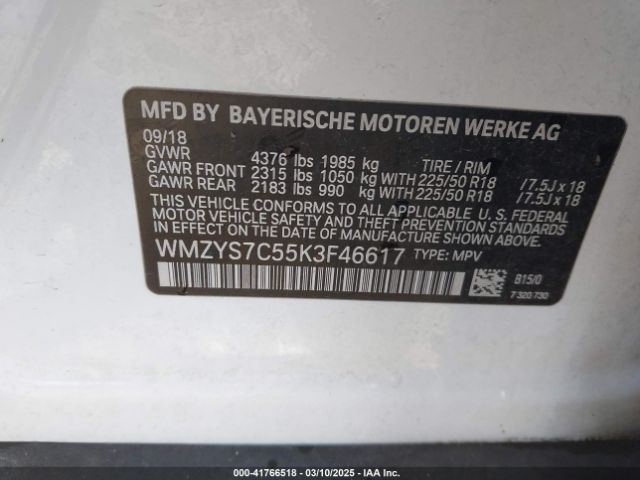 MFD BY BAYERISCHE MOTOREN WERKE AG
09/18
GVWR 4376 lbs 1985 kg TIRE / RIM
GAWR FRONT 2315 lbs 1050 kg WITH 225/50 R18 / 7.5J x 18
GAWR REAR 2183 lbs 990 kg WITH 225/50 R18 / 7.5J x 18
THIS VEHICLE CONFORMS TO ALL APPLICABLE U. S. FEDERAL
MOTOR VEHICLE SAFETY, BUMPER, AND THEFT PREVENTION STANDARDS
IN EFFECT ON THE DATE OF MANUFACTURE SHOWN ABOVE.
WMZYS7C55K3F46617 TYPE: MPV
B15/0
7 320 730
000-41766518 - 03/10/2025 - IAA Inc.